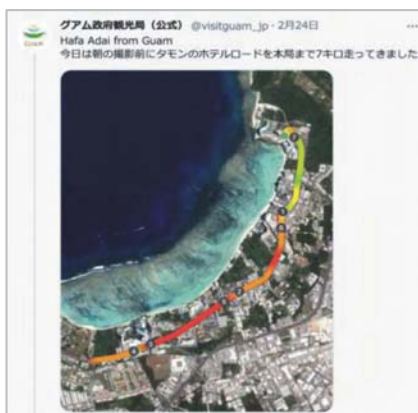 グアム政府観光局（公式） @visitguam_jp・2月24日
Hafa Adai from Guam
今日は朝の撮影前にタモンのホテルロードを本局まで7キロ走ってきました
GUAM